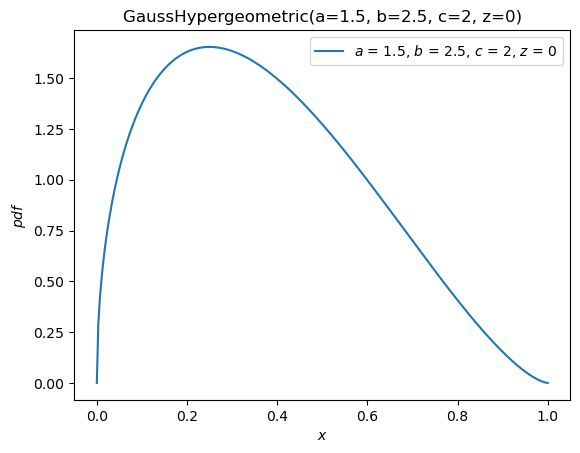 GaussHypergeometric(a=1.5, b=2.5, c=2, z=0)
a = 1.5, b = 2.5, c = 2, z = 0
1.50
1.25
1.00
0.75
0.50
0.25
0.00
pdf
0.0 0.2 0.4 0.6 0.8 1.0
x